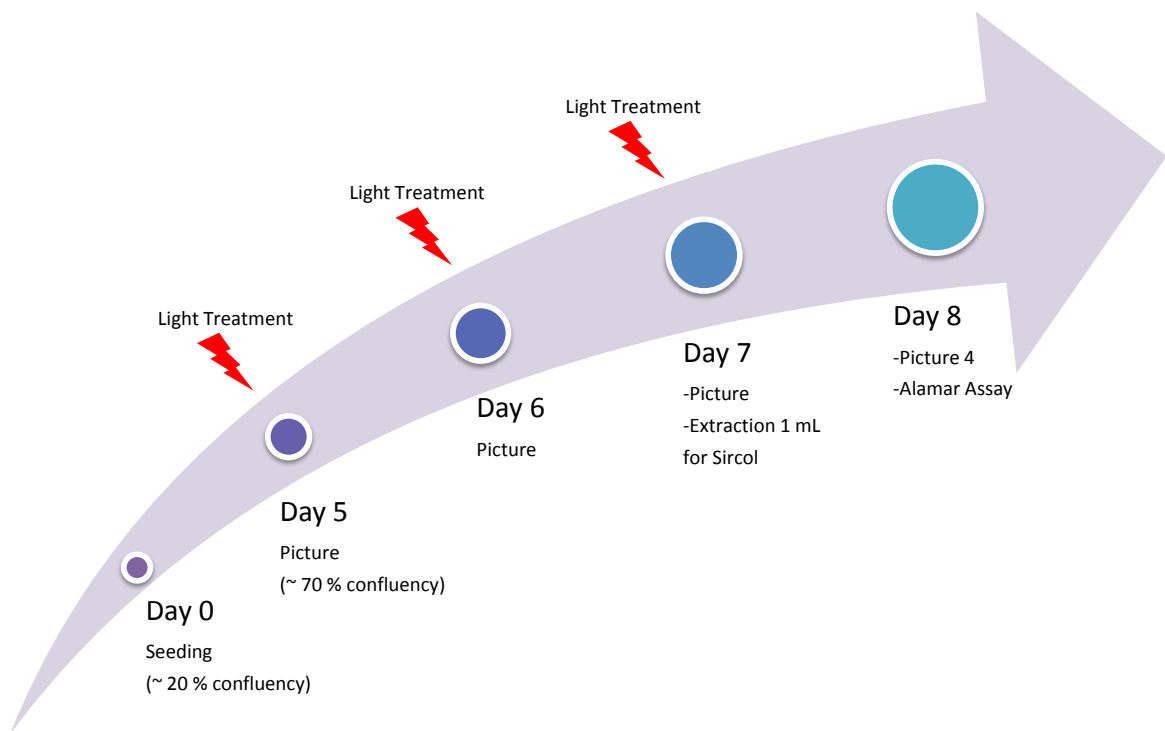 Light Treatment
Light Treatment
Light Treatment
Day 0
Seeding
(~ 20 % confluency)
Day 5
Picture
(~ 70 % confluency)
Day 6
Picture
Day 7
-Picture
-Extraction 1 mL
for Sircol
Day 8
-Picture 4
-Alamar Assay